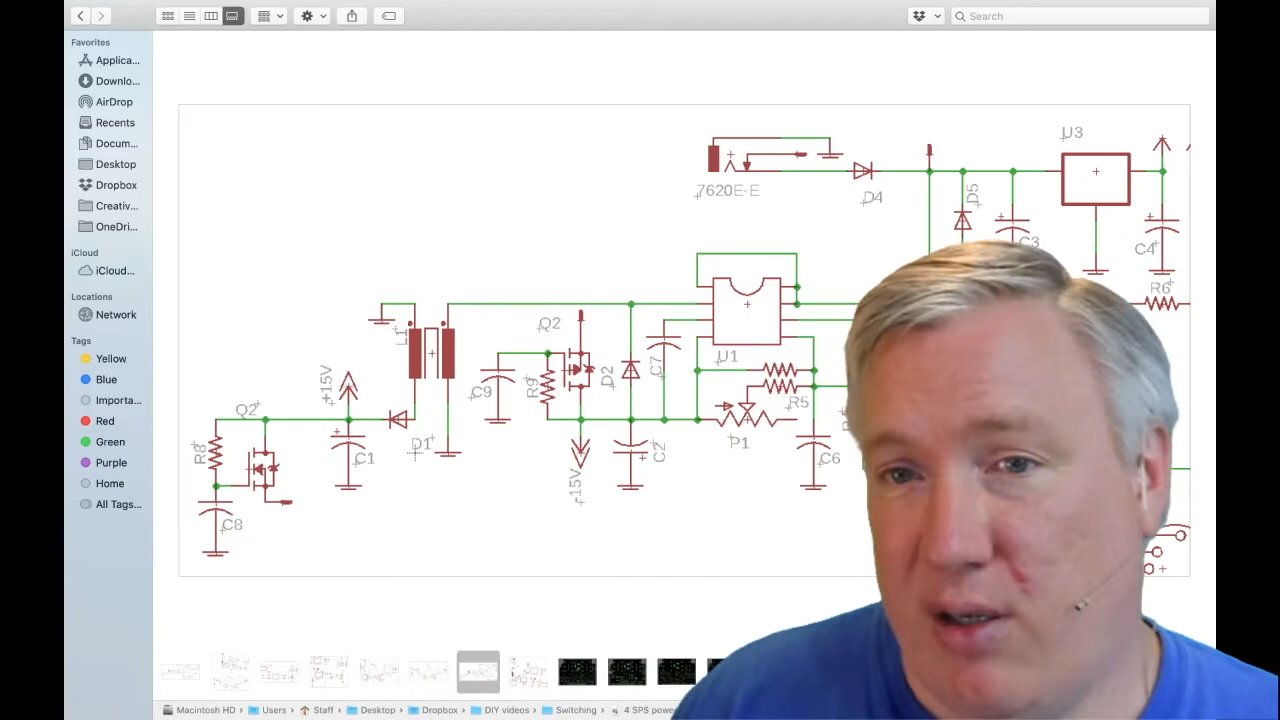 Search
Favorites
Applica...
Downlo...
AirDrop
Recents
Docum...
Desktop
Dropbox
Creativ...
OneDri...
iCloud
iCloud...
Locations
Network
Tags
Yellow
Blue
Importa...
Red
Green
Purple
Home
All Tags...
U3
7620E-E
D4
D5
C3
C4
R6
L1
Q2
U1
+15V
C9
R9
D2
C7
R5
Q2
R8
C1
D1
-15V
C2
P1
C6
C8
Macintosh HD
Users
Staff
Desktop
Dropbox
DIY videos
Switching
4 SPS powe